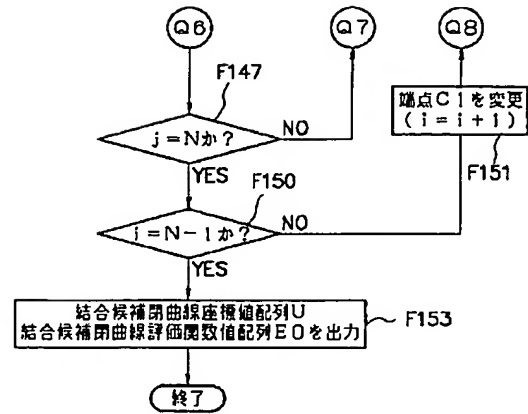 Q6
Q7
Q8
F147
j=Nか?
NO
YES
端点C1を変更
(i=i+1)
F151
F150
i=N-1か?
NO
YES
結合候補閉曲線座標値配列U
結合候補閉曲線評価関数値配列E0を出力
F153
終了